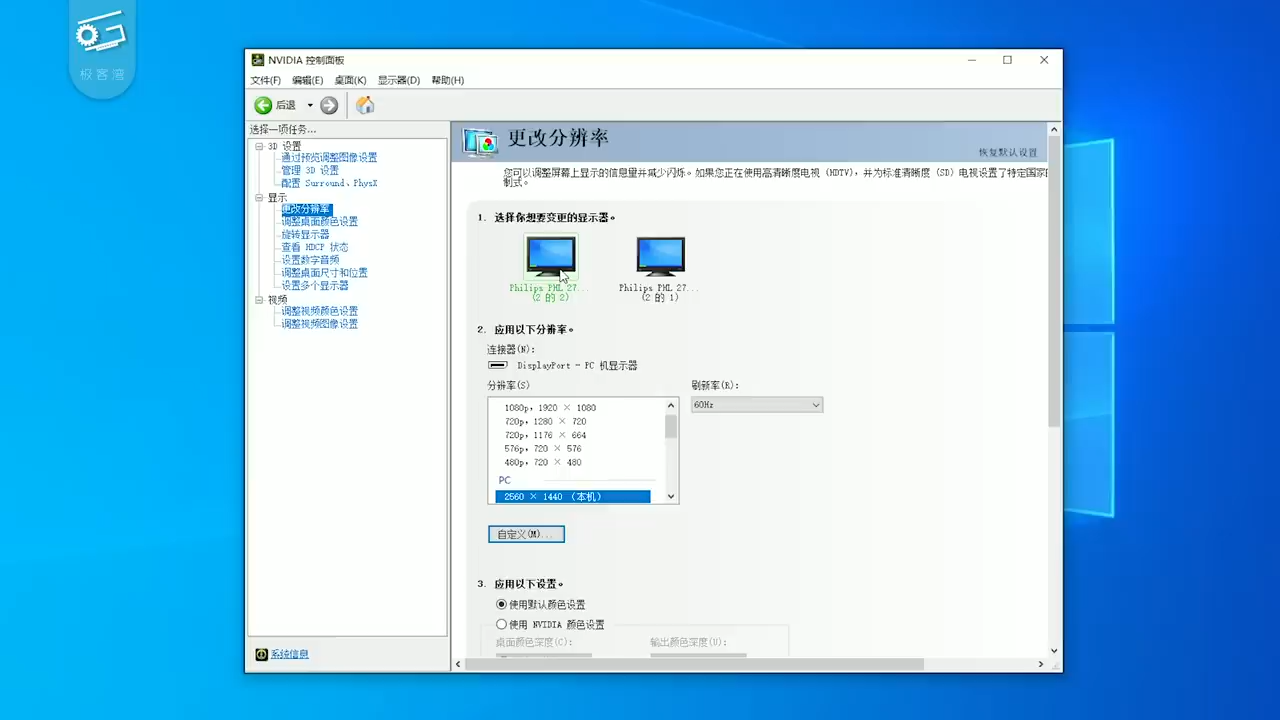 极客湾
NVIDIA 控制面板
文件(F) 编辑(E) 桌面(K) 显示器(D) 帮助(H)
后退
选择一项任务...
3D 设置
通过预览调整图像设置
管理 3D 设置
配置 Surround、PhysX
显示
更改分辨率
调整桌面颜色设置
旋转显示器
查看 HDCP 状态
设置数字音频
调整桌面尺寸和位置
设置多个显示器
视频
调整视频颜色设置
调整视频图像设置
系统信息
更改分辨率
恢复默认设置
您可以调整屏幕上显示的信息量并减少闪烁。如果您正在使用高清晰度电视 (HDTV)，并为标准清晰度 (SD) 电视设置了特定国家的
制式。
1. 选择你想要变更的显示器。
Philips PHL 27... Philips PHL 27...
(2 的 2) (2 的 1)
2. 应用以下分辨率。
连接器(N):
DisplayPort - PC 机显示器
分辨率(S) 刷新率(R):
60Hz
1080p, 1920 × 1080
720p, 1280 × 720
720p, 1176 × 664
576p, 720 × 576
480p, 720 × 480
PC
2560 × 1440 (本机)
自定义(M)...
3. 应用以下设置。
使用默认颜色设置
使用 NVIDIA 颜色设置
桌面颜色深度(C): 输出颜色深度(U):